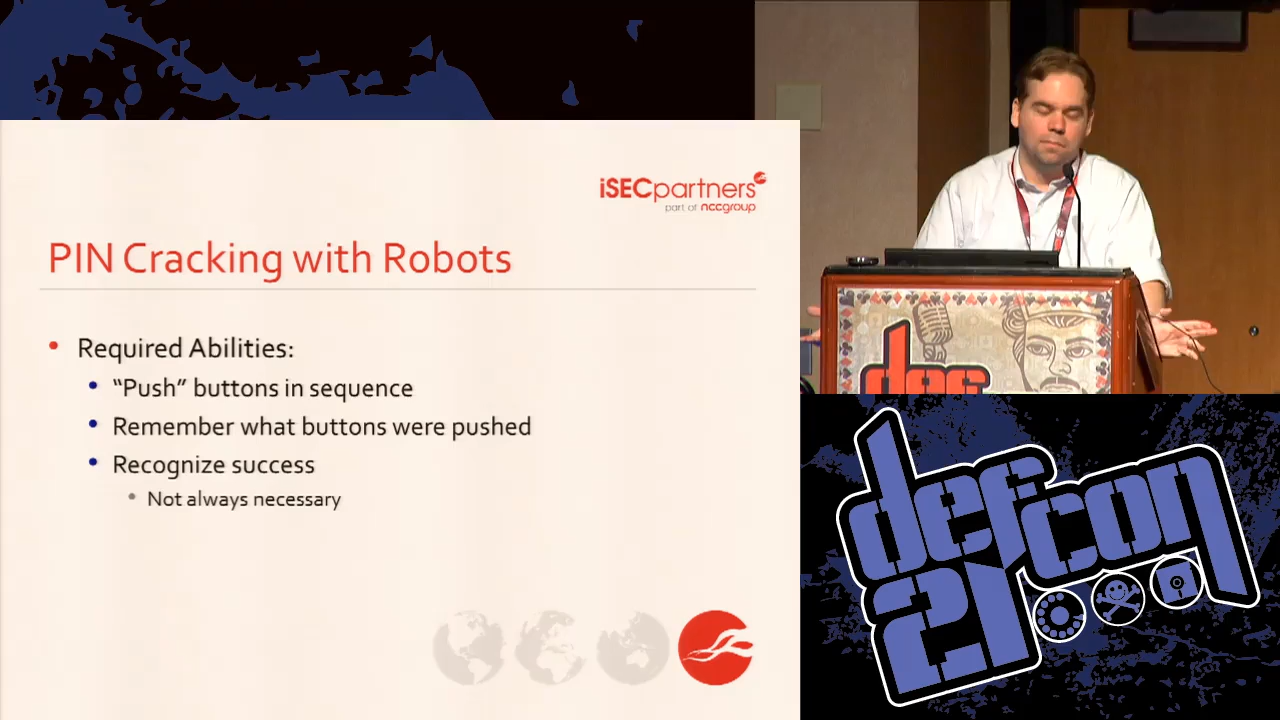 iSECpartners
part of nccgroup
PIN Cracking with Robots
Required Abilities:
“Push” buttons in sequence
Remember what buttons were pushed
Recognize success
Not always necessary
def
defcon
21